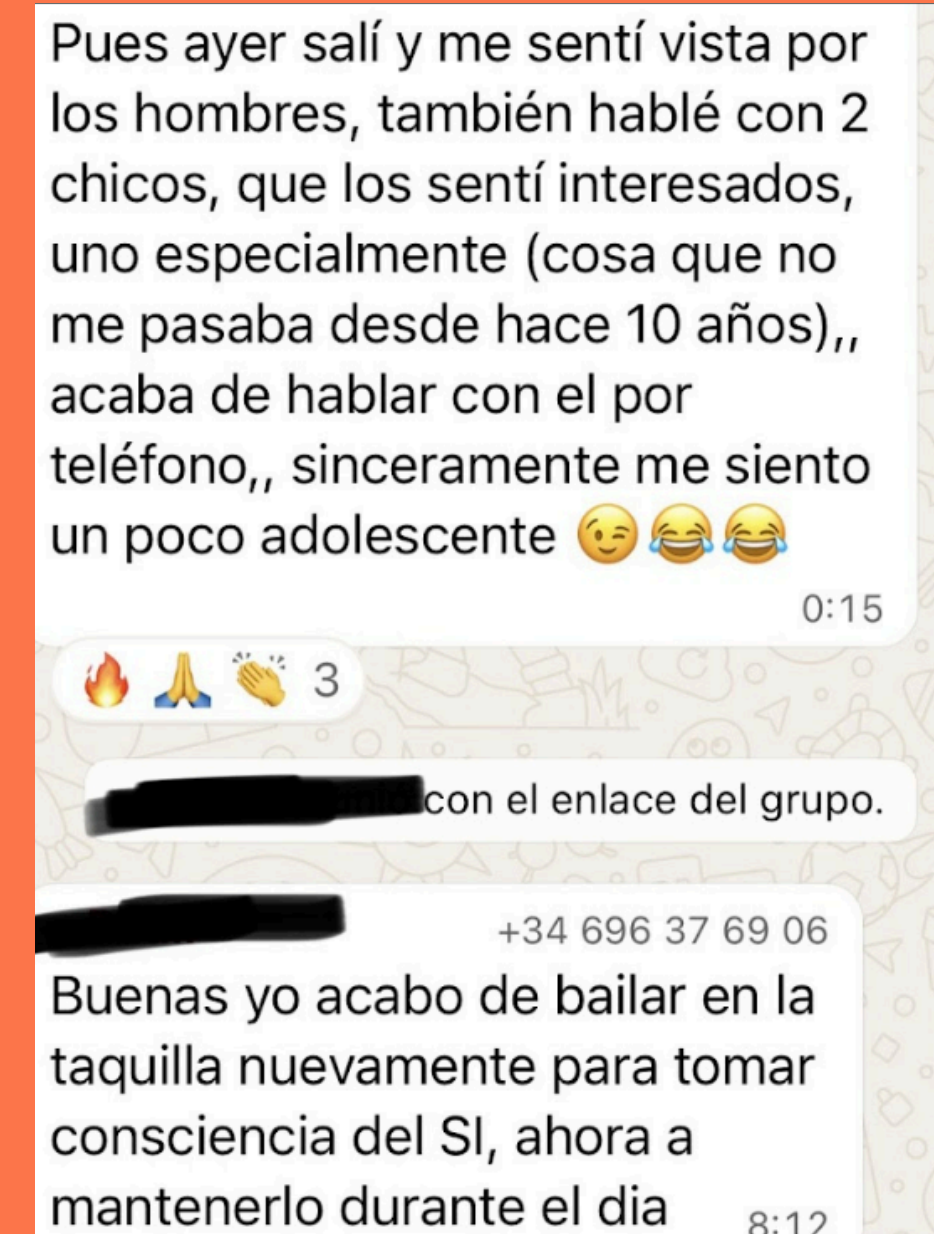 Pues ayer salí y me sentí vista por
los hombres, también hablé con 2
chicos, que los sentí interesados,
uno especialmente (cosa que no
me pasaba desde hace 10 años),,
acaba de hablar con el por
teléfono,, sinceramente me siento
un poco adolescente 😉😂😂
0:15
🔥 🙏 👏 3
con el enlace del grupo.
+34 696 37 69 06
Buenas yo acabo de bailar en la
taquilla nuevamente para tomar
consciencia del SI, ahora a
mantenerlo durante el dia
8:12